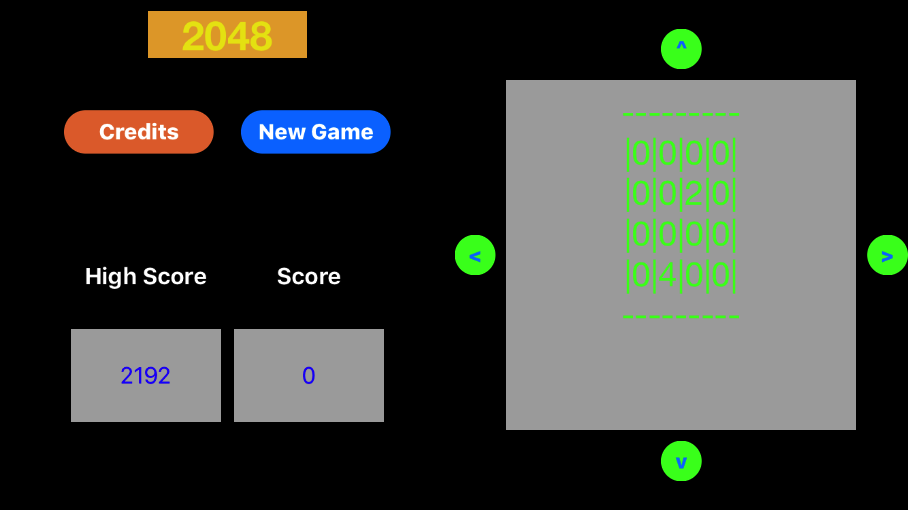 2048
Credits
New Game
High Score
Score
2192
0
^
<
>
v
---------
|0|0|0|0|
|0|0|2|0|
|0|0|0|0|
|0|4|0|0|
---------